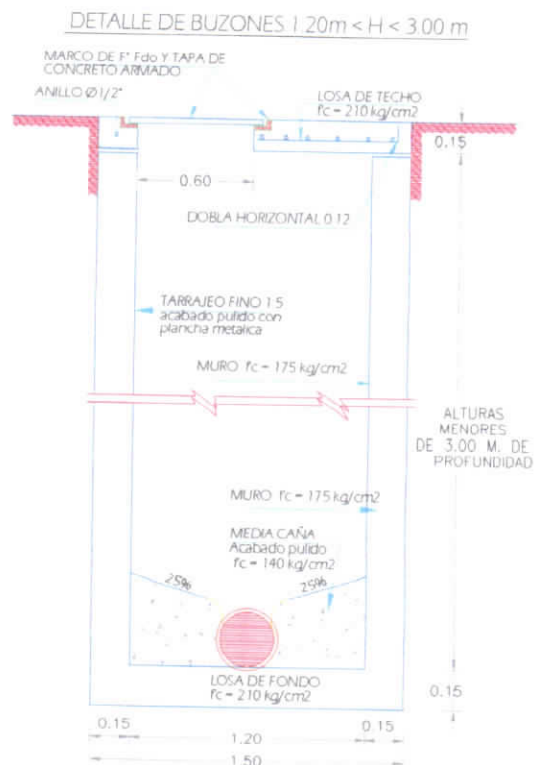 DETALLE DE BUZONES 1.20m < H < 3.00 m
MARCO DE Fº Fdo Y TAPA DE
CONCRETO ARMADO
ANILLO Ø1/2"
LOSA DE TECHO
f'c = 210 kg/cm2
0.15
0.60
DOBLA HORIZONTAL 0.12
TARRAJEO FINO 1:5
acabado pulido con
plancha metalica
MURO f'c = 175 kg/cm2
ALTURAS
MENORES
DE 3.00 M. DE
PROFUNDIDAD
MURO f'c = 175 kg/cm2
MEDIA CAÑA
Acabado pulido
f'c = 140 kg/cm2
25%
25%
LOSA DE FONDO
f'c = 210 kg/cm2
0.15
0.15
1.20
0.15
1.50